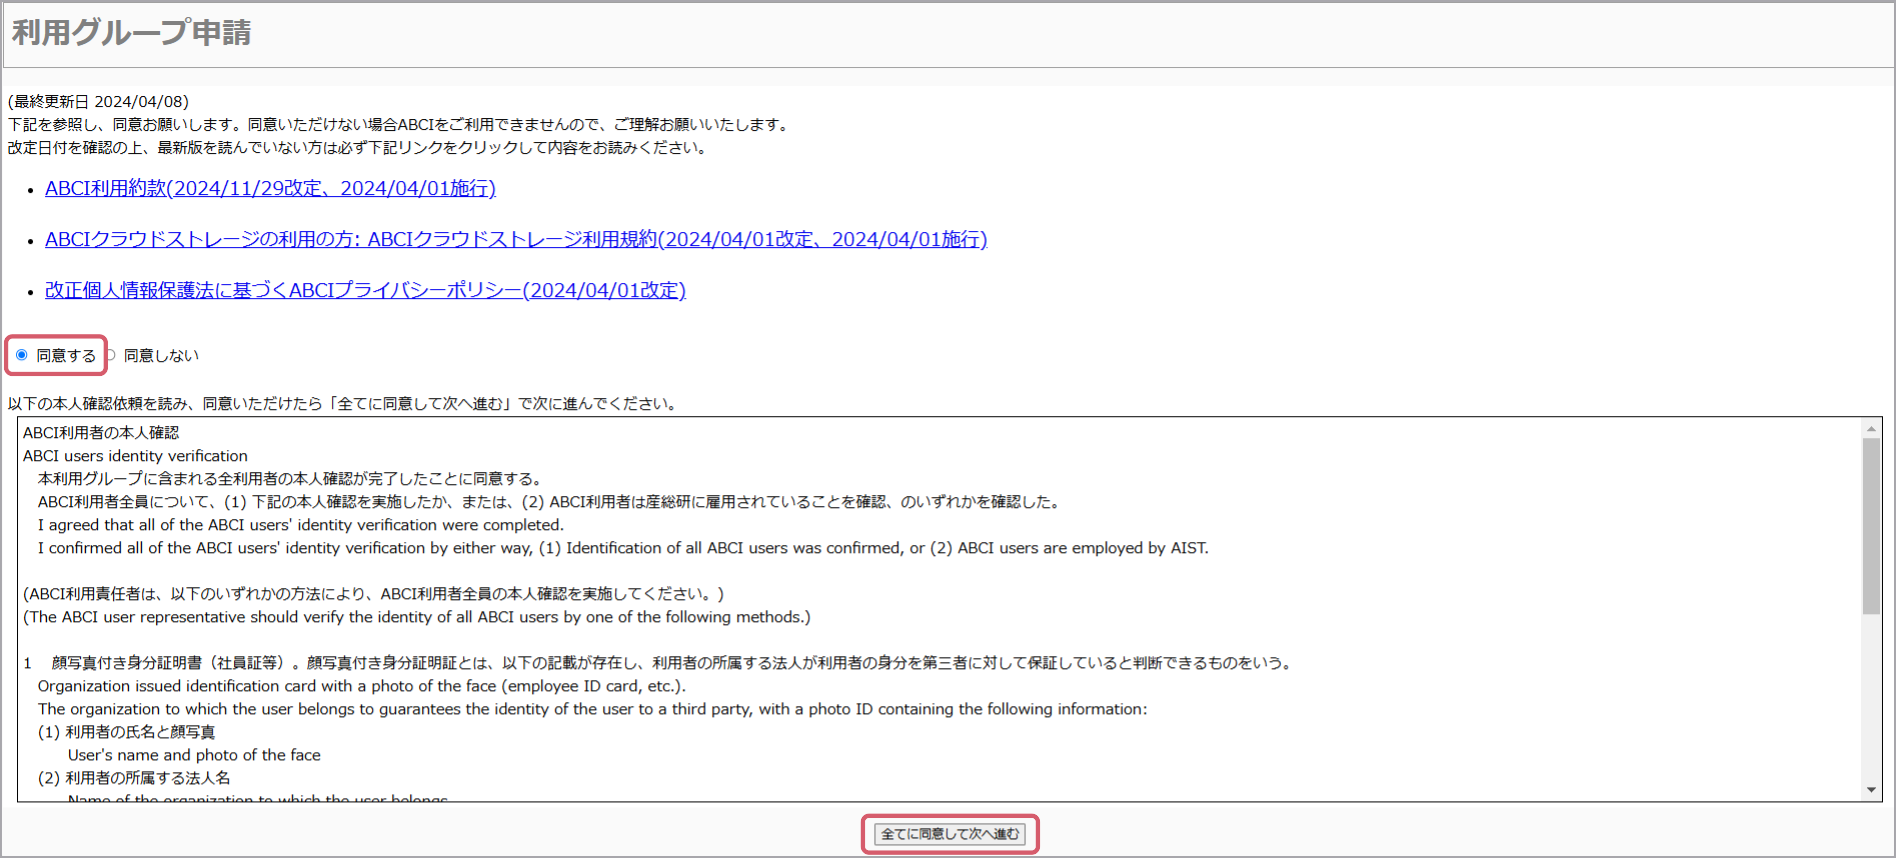 利用グループ申請
(最終更新日 2024/04/08)
下記を参照し、同意お願いします。同意いただけない場合ABCIをご利用できませんので、ご理解お願いいたします。
改定日付を確認の上、最新版を読んでいない方は必ず下記リンクをクリックして内容をお読みください。
• ABCI利用約款(2024/11/29改定、2024/04/01施行)
• ABCIクラウドストレージの利用の方: ABCIクラウドストレージ利用規約(2024/04/01改定、2024/04/01施行)
• 改正個人情報保護法に基づくABCIプライバシーポリシー(2024/04/01改定)
同意する 同意しない
以下の本人確認依頼を読み、同意いただけたら「全てに同意して次へ進む」で次に進んでください。
ABCI利用者の本人確認
ABCI users identity verification
本利用グループに含まれる全利用者の本人確認が完了したことに同意する。
ABCI利用者全員について、(1) 下記の本人確認を実施したか、または、(2) ABCI利用者は産総研に雇用されていることを確認、のいずれかを確認した。
I agreed that all of the ABCI users' identity verification were completed.
I confirmed all of the ABCI users' identity verification by either way, (1) Identification of all ABCI users was confirmed, or (2) ABCI users are employed by AIST.
(ABCI利用責任者は、以下のいずれかの方法により、ABCI利用者全員の本人確認を実施してください。)
(The ABCI user representative should verify the identity of all ABCI users by one of the following methods.)
1 顔写真付き身分証明書（社員証等）。顔写真付き身分証明証とは、以下の記載が存在し、利用者の所属する法人が利用者の身分を第三者に対して保証していると判断できるものをいう。
Organization issued identification card with a photo of the face (employee ID card, etc.).
The organization to which the user belongs to guarantees the identity of the user to a third party, with a photo ID containing the following information:
(1) 利用者の氏名と顔写真
User's name and photo of the face
(2) 利用者の所属する法人名
Name of the organization to which the user belongs
全てに同意して次へ進む